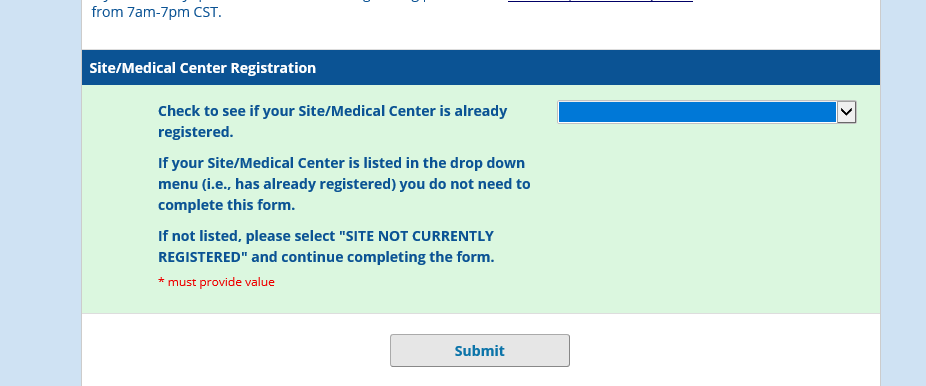 from 7am-7pm CST.
Site/Medical Center Registration
Check to see if your Site/Medical Center is already
registered.
If your Site/Medical Center is listed in the drop down
menu (i.e., has already registered) you do not need to
complete this form.
If not listed, please select "SITE NOT CURRENTLY
REGISTERED" and continue completing the form.
* must provide value
Submit